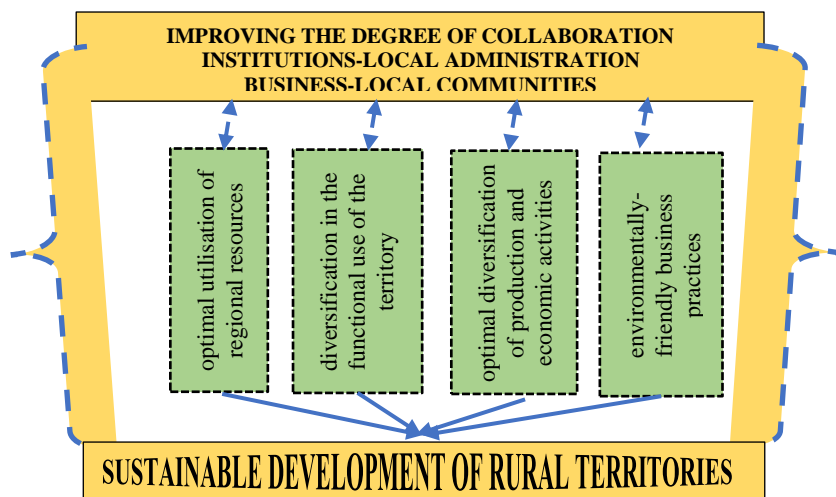 IMPROVING THE DEGREE OF COLLABORATION
INSTITUTIONS-LOCAL ADMINISTRATION
BUSINESS-LOCAL COMMUNITIES
optimal utilisation of
regional resources
diversification in the
functional use of the
territory
optimal diversification
of production and
economic activities
environmentally-
friendly business
practices
SUSTAINABLE DEVELOPMENT OF RURAL TERRITORIES